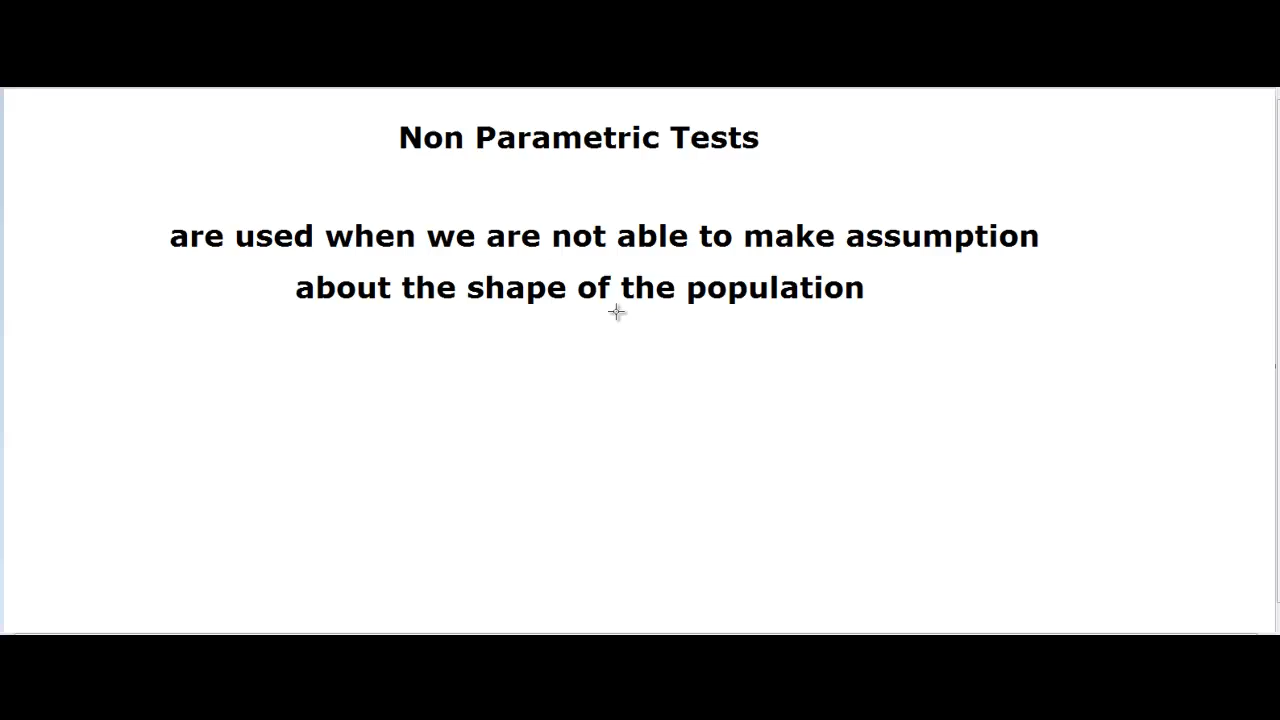 Non Parametric Tests
are used when we are not able to make assumption
about the shape of the population